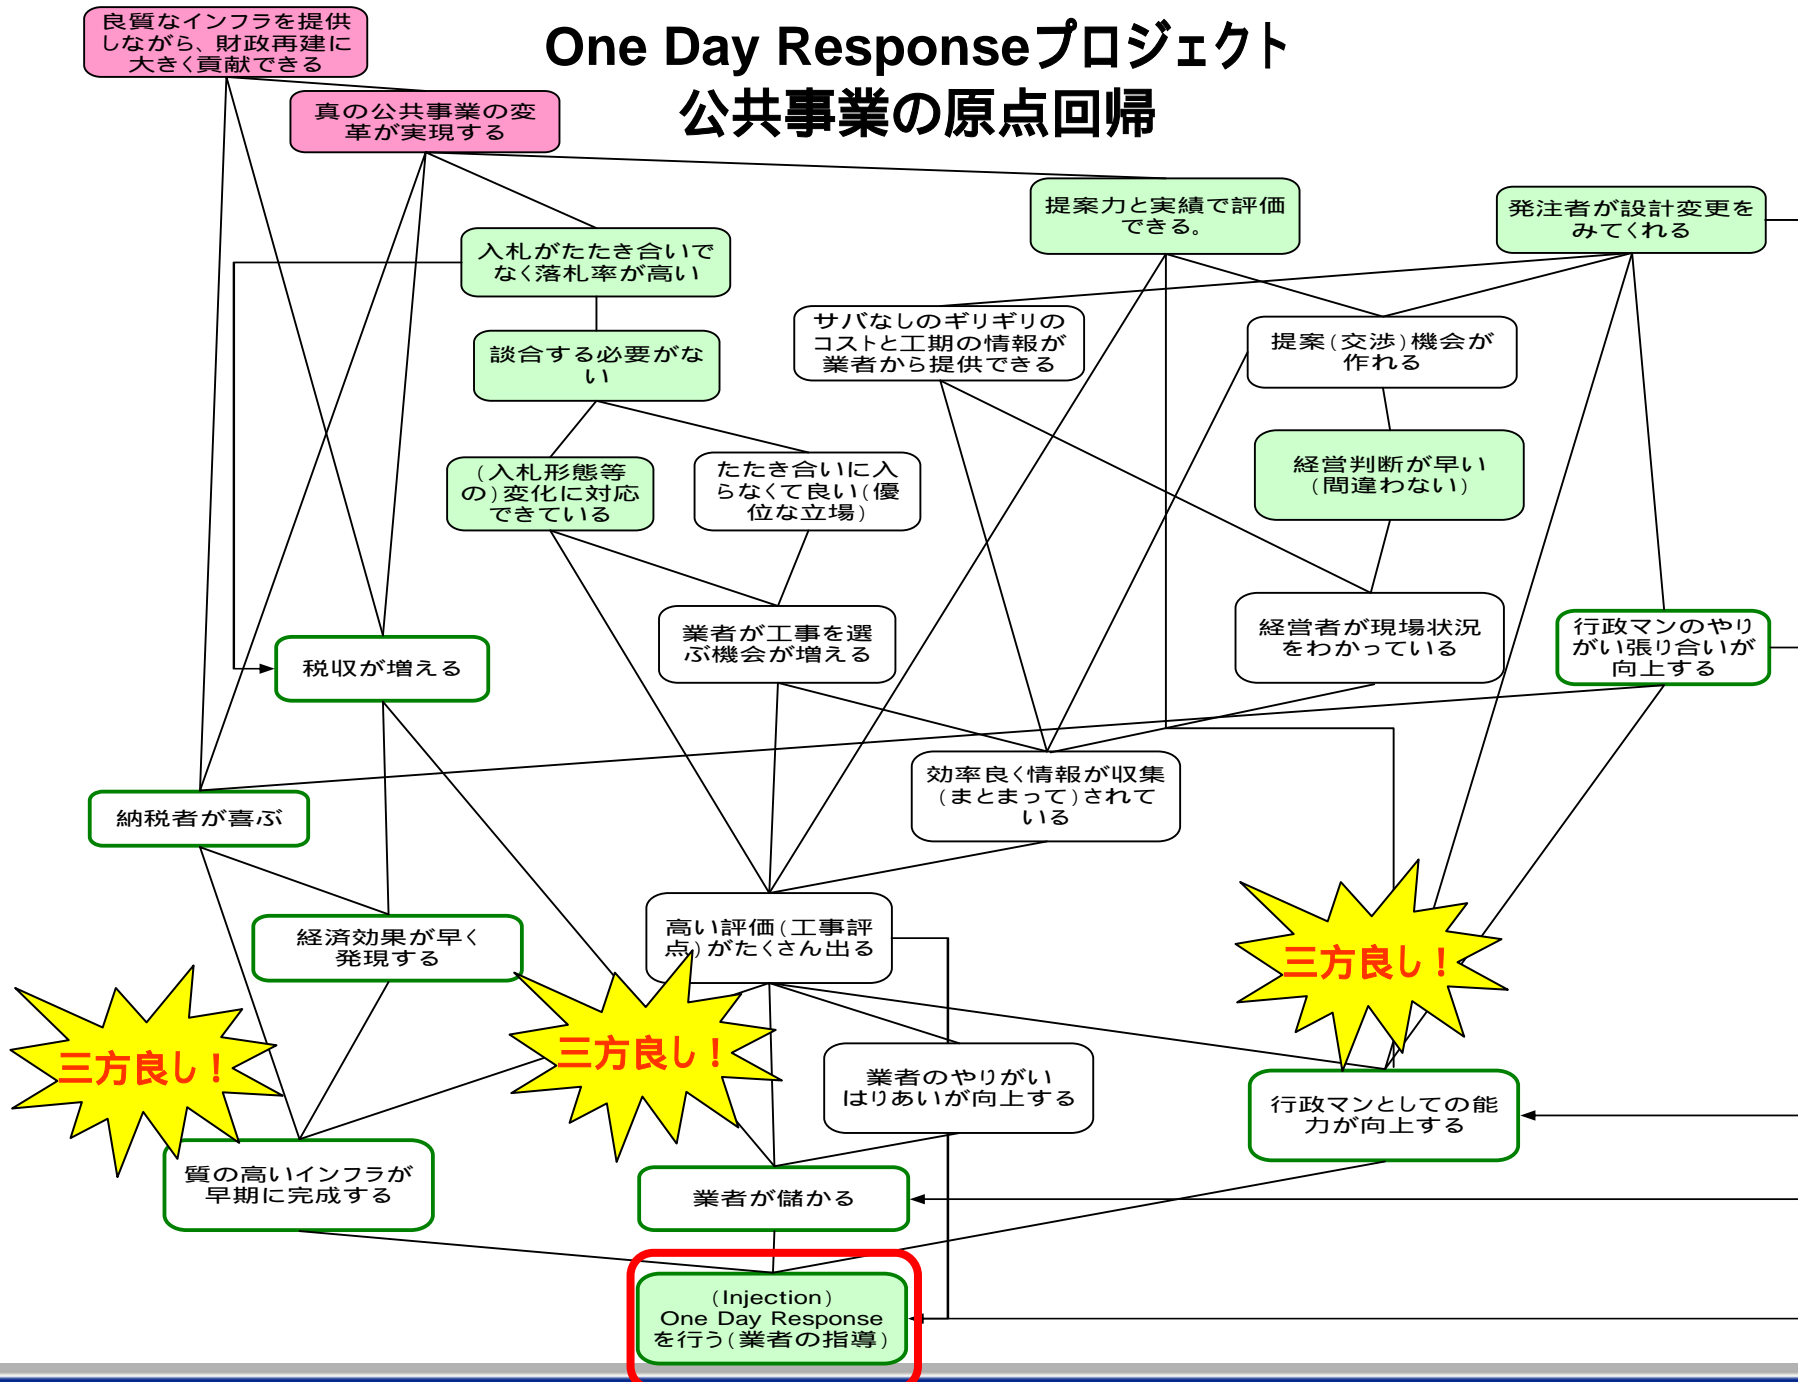 One Day Responseプロジェクト
公共事業の原点回帰
良質なインフラを提供
しながら、財政再建に
大きく貢献できる
真の公共事業の変
革が実現する
提案力と実績で評価
できる。
発注者が設計変更を
みてくれる
入札がたたき合いで
なく落札率が高い
サバなしのギリギリの
コストと工期の情報が
業者から提供できる
提案(交渉)機会が
作れる
談合する必要がな
い
経営判断が早い
(間違わない)
(入札形態等
の)変化に対応
できている
たたき合いに入
らなくて良い(優
位な立場)
業者が工事を選
ぶ機会が増える
経営者が現場状況
をわかっている
行政マンのやり
がい張り合いが
向上する
税収が増える
効率良く情報が収集
(まとまって)されて
いる
納税者が喜ぶ
経済効果が早く
発現する
高い評価(工事評
点)がたくさん出る
三方良し!
三方良し!
三方良し!
業者のやりがい
はりあいが向上する
行政マンとしての能
力が向上する
質の高いインフラが
早期に完成する
業者が儲かる
(Injection)
One Day Response
を行う(業者の指導)